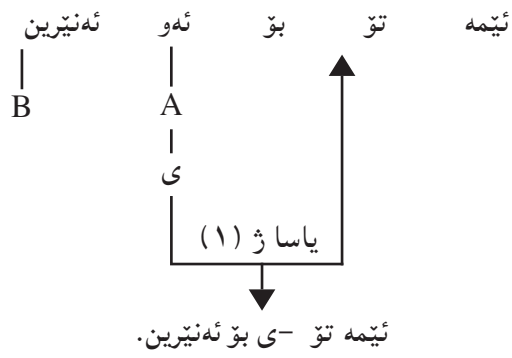 ئێمە تۆ بۆ ئەو ئەنێرین
B A
ی
یاسا ژ (١)
ئێمە تۆ -ی بۆ ئەنێرین.